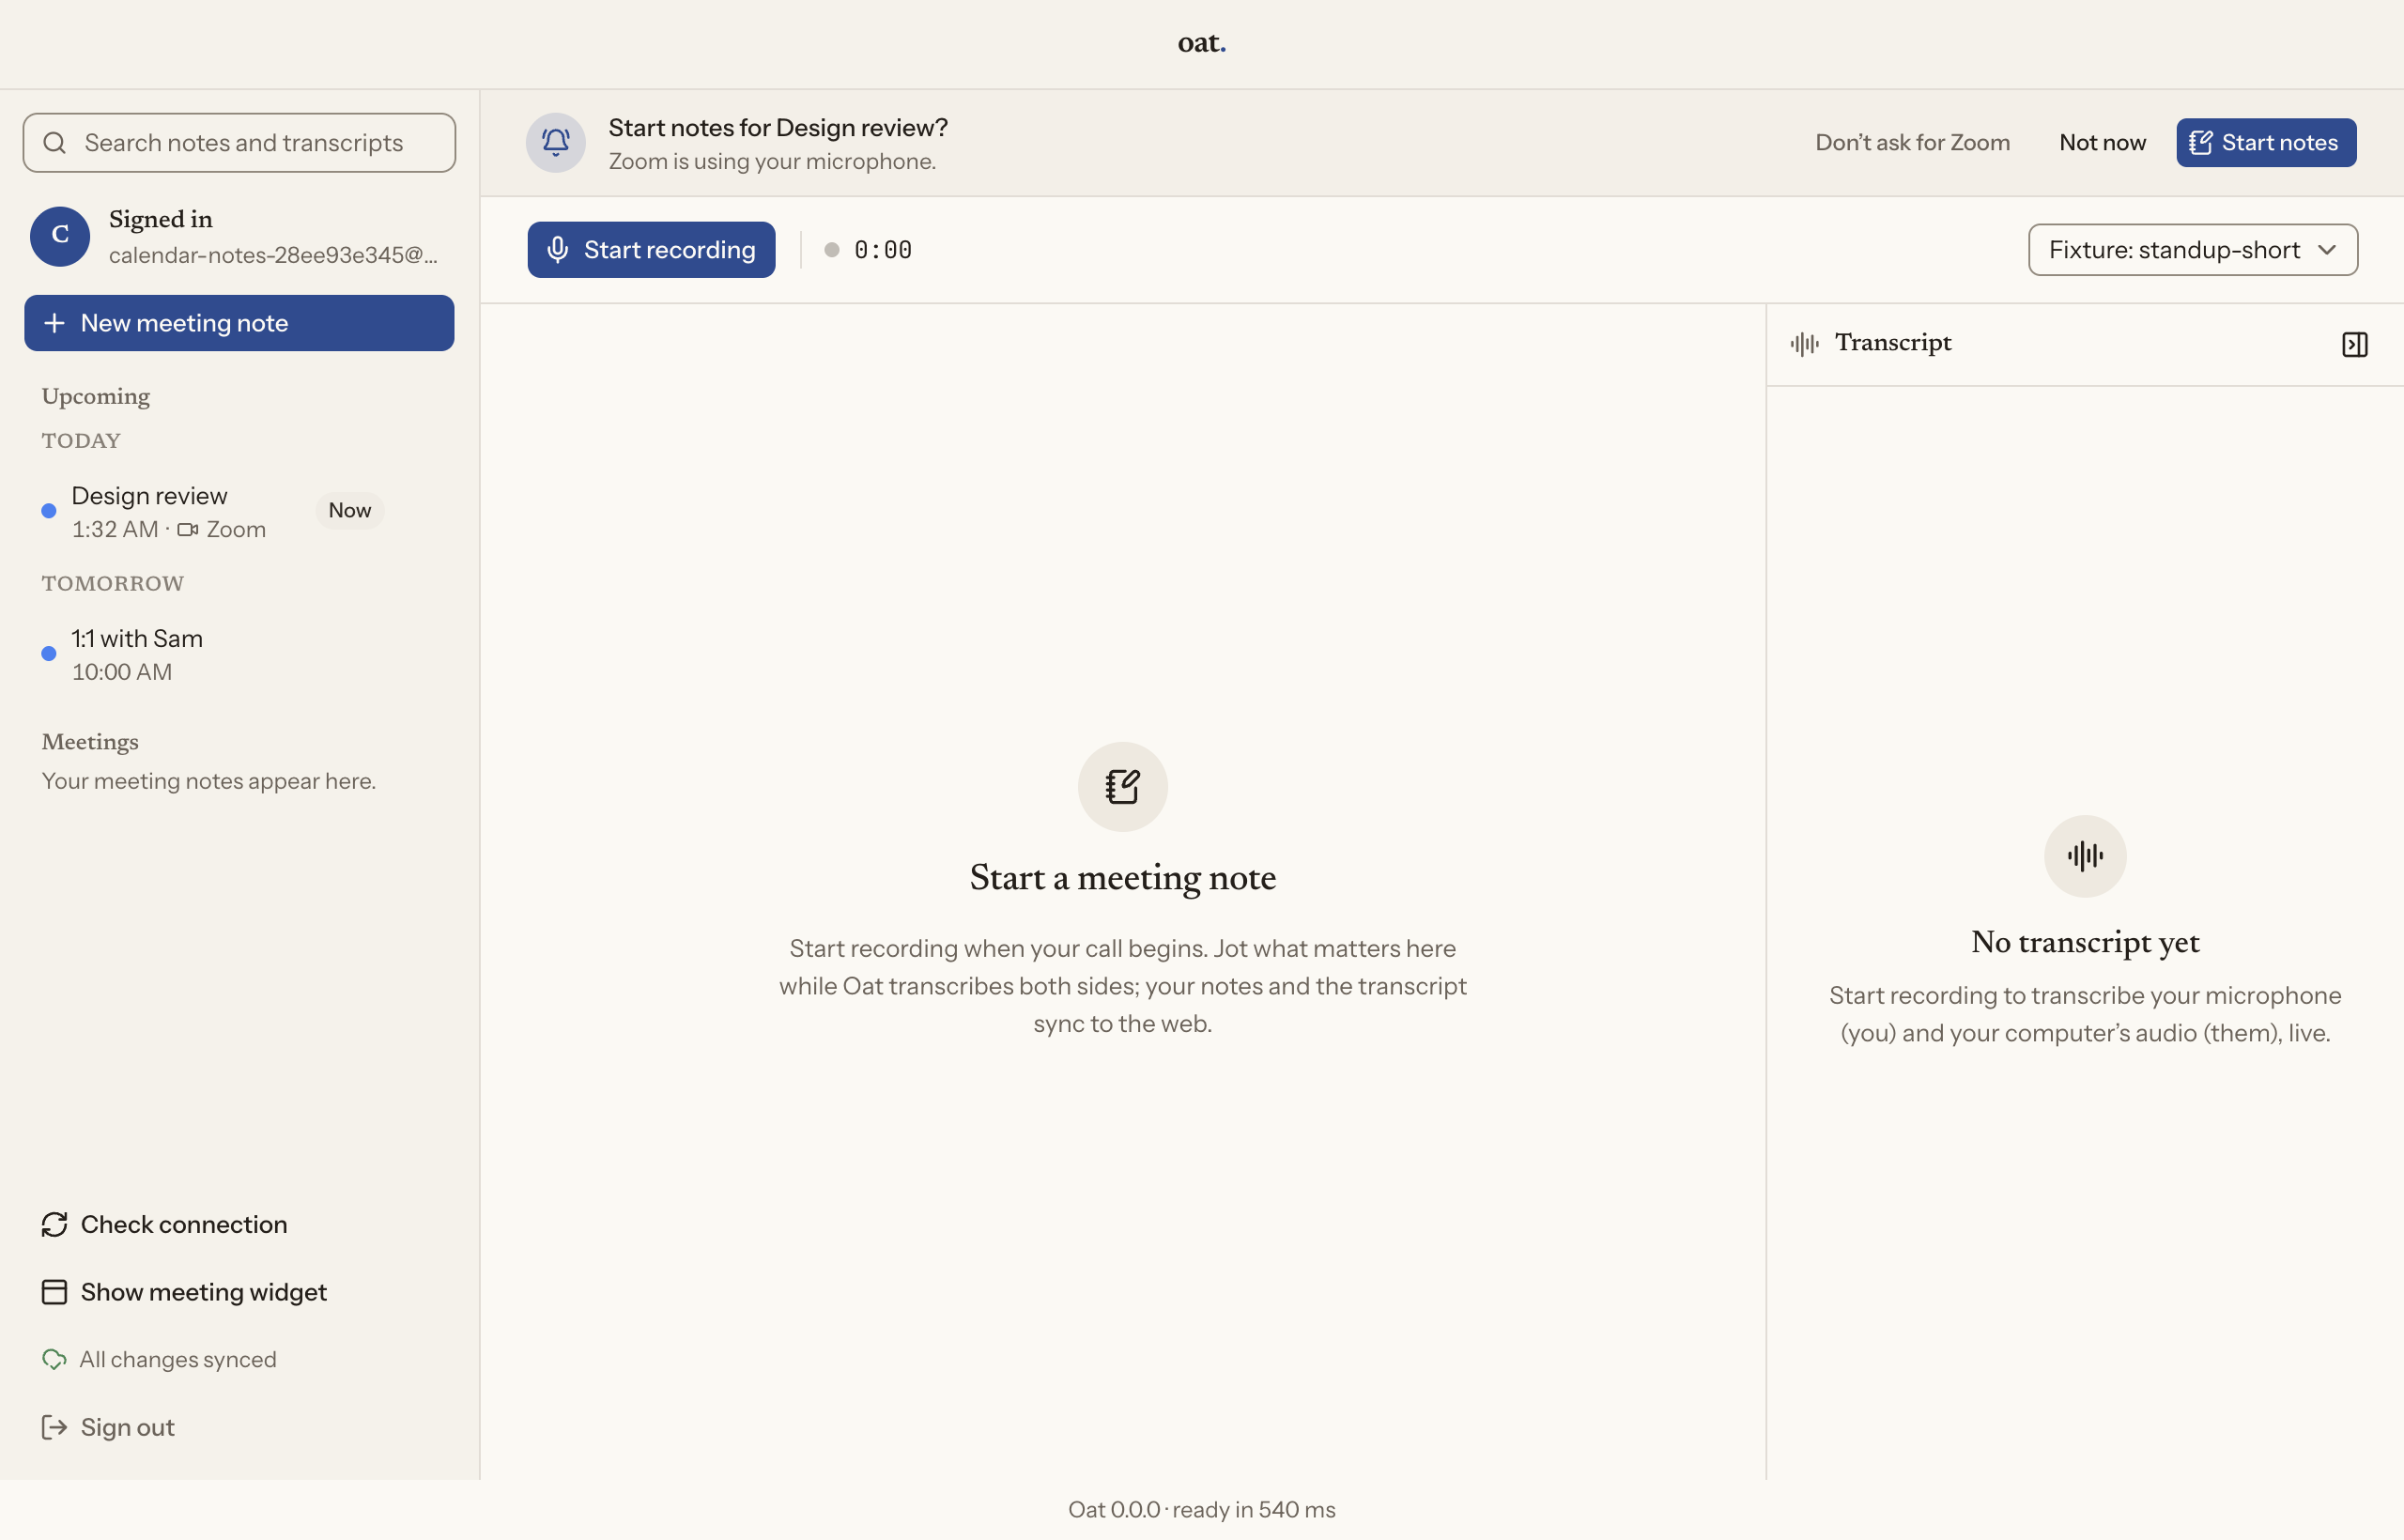 oat.
Search notes and transcripts
Signed in
calendar-notes-28ee93e345@...
New meeting note
Upcoming
TODAY
Design review
1:32 AM · Zoom
Now
TOMORROW
1:1 with Sam
10:00 AM
Meetings
Your meeting notes appear here.
Check connection
Show meeting widget
All changes synced
Sign out
Start notes for Design review?
Zoom is using your microphone.
Don’t ask for Zoom
Not now
Start notes
Start recording
0:00
Fixture: standup-short
Start a meeting note
Start recording when your call begins. Jot what matters here
while Oat transcribes both sides; your notes and the transcript
sync to the web.
Transcript
No transcript yet
Start recording to transcribe your microphone
(you) and your computer’s audio (them), live.
Oat 0.0.0 · ready in 540 ms
C